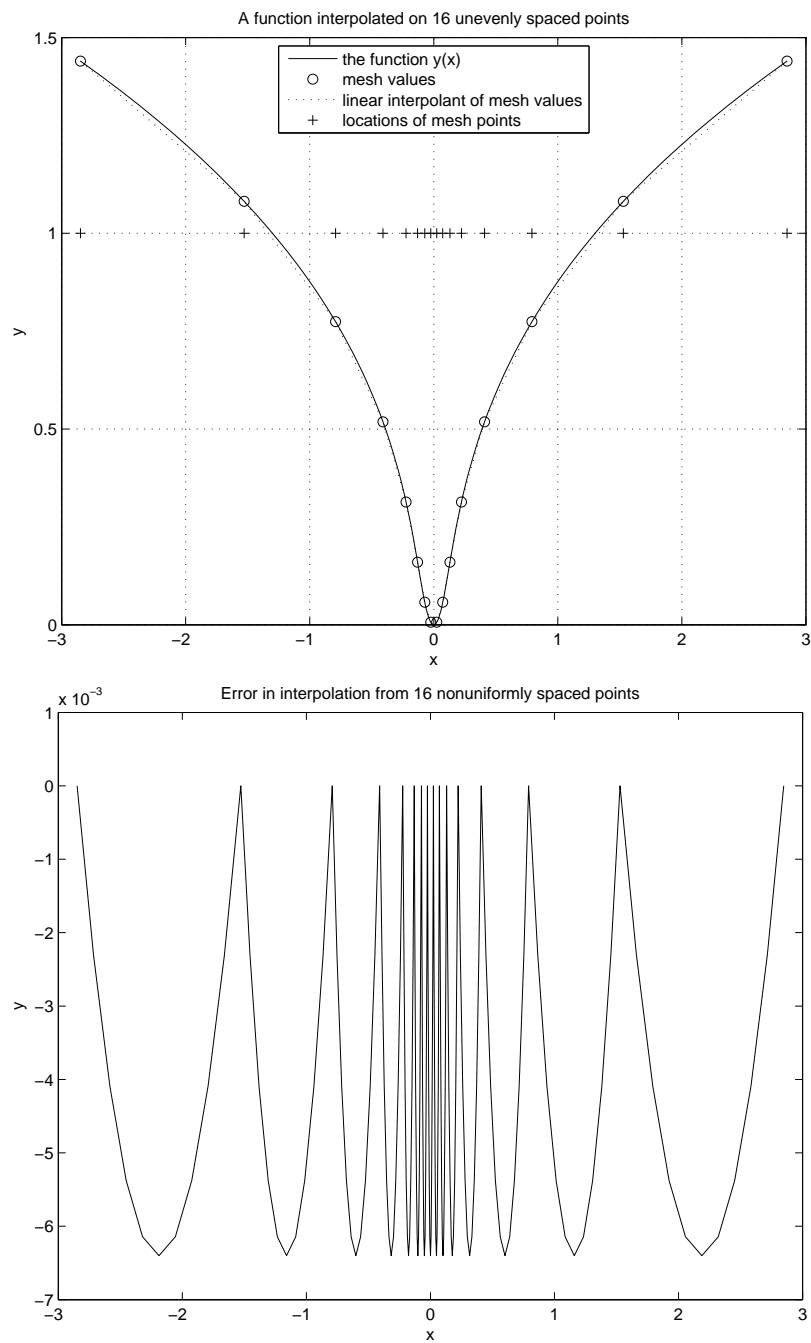 A function interpolated on 16 unevenly spaced points
1.5
the function y(x)
mesh values
linear interpolant of mesh values
locations of mesh points
1
y
0.5
0
−3 −2 −1 0 1 2 3
x
x 10−3
Error in interpolation from 16 nonuniformly spaced points
1
0
−1
−2
−3
y
−4
−5
−6
−7
−3 −2 −1 0 1 2 3
x